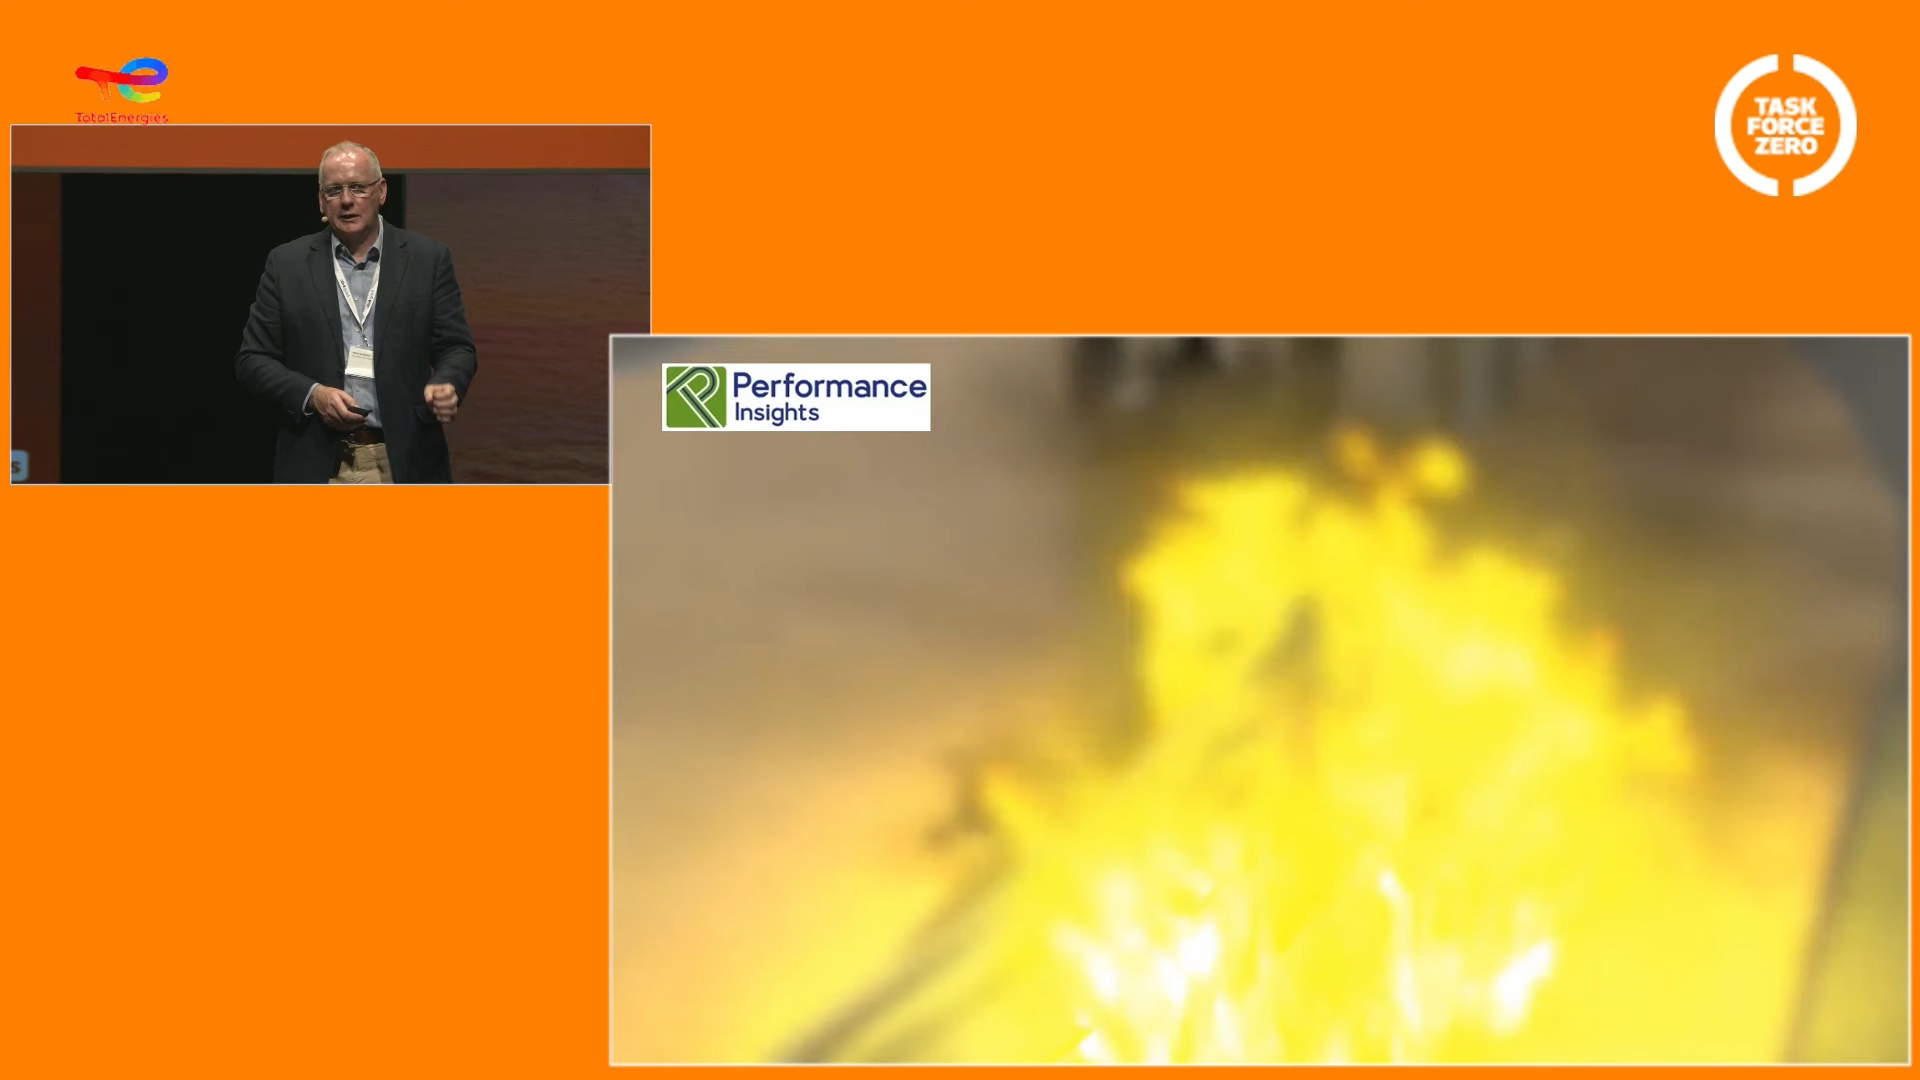 TotalEnergies
TASK
FORCE
ZERO
Performance
Insights
s